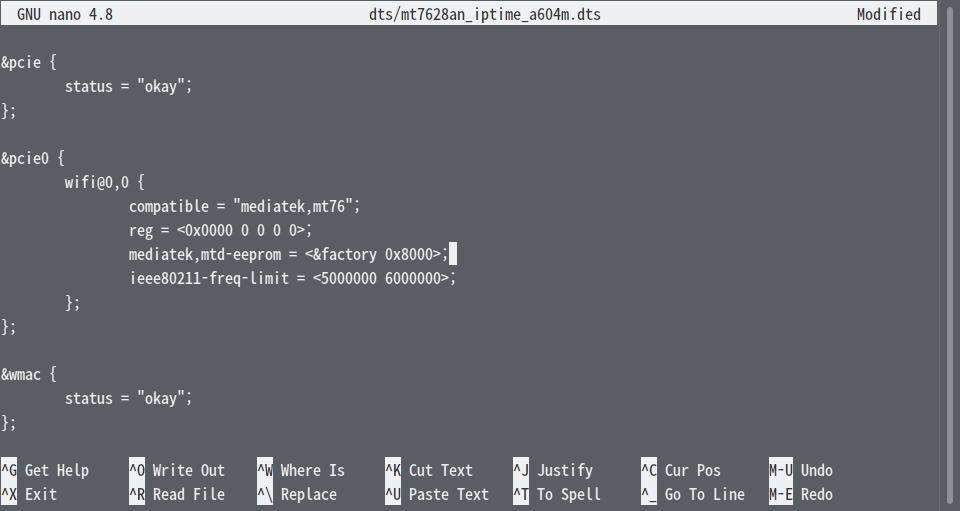 GNU nano 4.8 dts/mt7628an_iptime_a604m.dts Modified
&pcie {
status = "okay";
};
&pcie0 {
wifi@0,0 {
compatible = "mediatek,mt76";
reg = <0x0000 0 0 0 0>;
mediatek,mtd-eeprom = <&factory 0x8000>;
ieee80211-freq-limit = <5000000 6000000>;
};
};
&wmac {
status = "okay";
};
^G Get Help ^O Write Out ^W Where Is ^K Cut Text ^J Justify ^C Cur Pos M-U Undo
^X Exit ^R Read File ^\ Replace ^U Paste Text ^T To Spell ^_ Go To Line M-E Redo